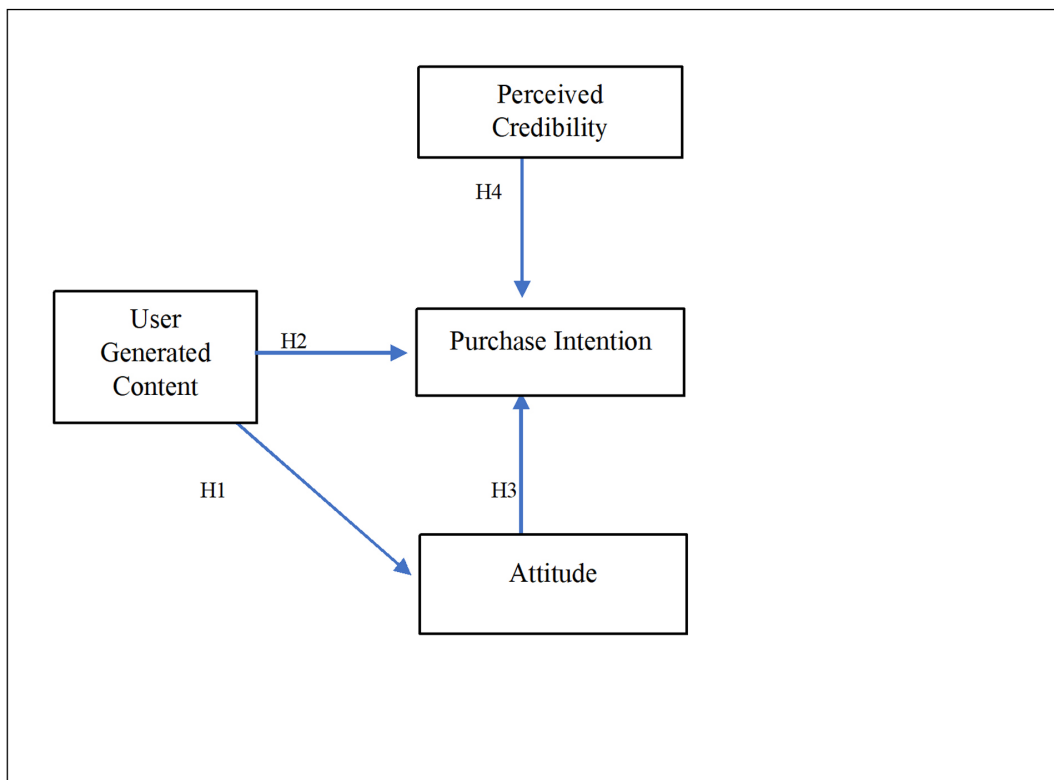 Perceived
Credibility
H4
User
Generated
Content
H2
Purchase Intention
H1
H3
Attitude